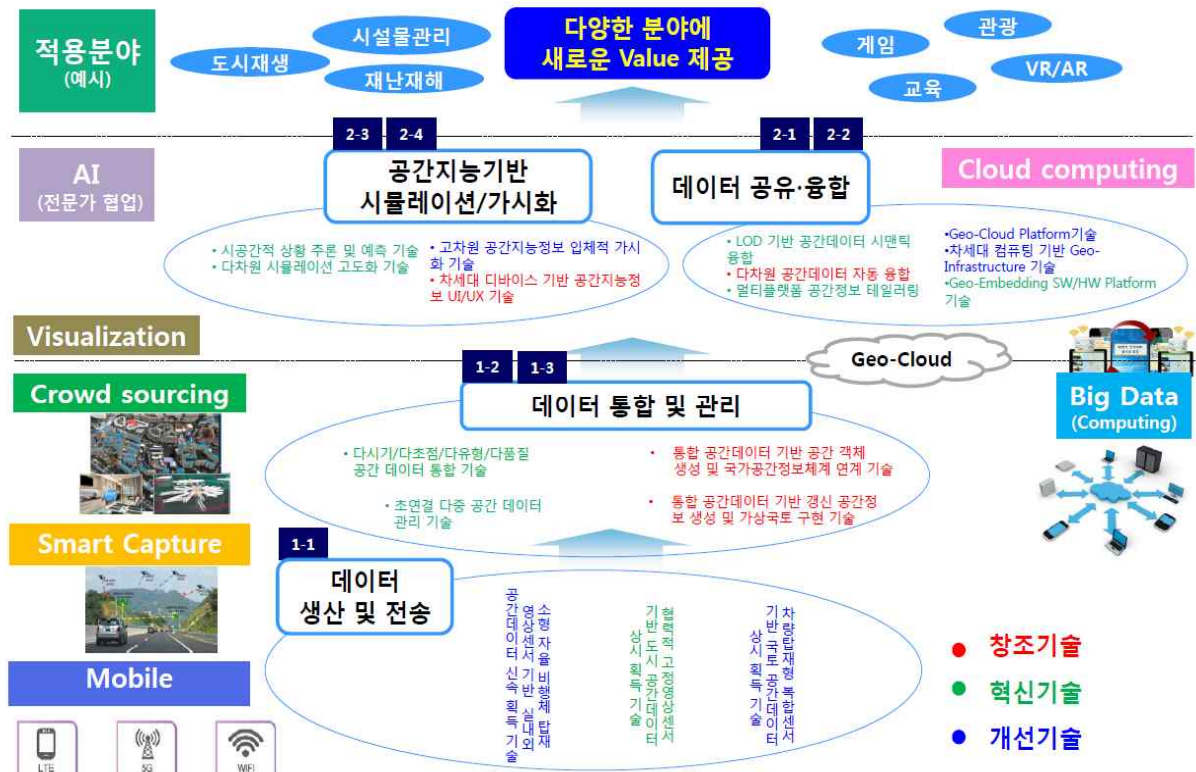 적용분야
(예시)
도시재생
시설물관리
재난재해
다양한 분야에
새로운 Value 제공
게임
관광
교육
VR/AR
2-3
2-4
2-1
2-2
AI
(전문가 협업)
공간지능기반
시뮬레이션/가시화
데이터 공유·융합
Cloud computing
• 시공간적 상황 추론 및 예측 기술
• 다차원 시뮬레이션 고도화 기술
• 고차원 공간지능정보 입체적 가시
화 기술
• 차세대 디바이스 기반 공간지능정
보 UI/UX 기술
• LOD 기반 공간데이터 시맨틱
융합
• 다차원 공간데이터 자동 융합
• 멀티플랫폼 공간정보 테일러링
•Geo-Cloud Platform기술
•차세대 컴퓨팅 기반 Geo-
Infrastructure 기술
•Geo-Embedding SW/HW Platform
기술
Visualization
Geo-Cloud
1-2
1-3
Crowd sourcing
데이터 통합 및 관리
Big Data
(Computing)
• 다시기/다초점/다유형/다품질
공간 데이터 통합 기술
• 초연결 다중 공간 데이터
관리 기술
• 통합 공간데이터 기반 공간 객체
생성 및 국가공간정보체계 연계 기술
• 통합 공간데이터 기반 갱신 공간정
보 생성 및 가상국토 구현 기술
Smart Capture
1-1
데이터
생산 및 전송
소형 자율 비행체 탑재
영상센서 기반 실내외
공간데이터 신속 획득 기술
협력적 고정영상센서
기반 도시 공간데이터
상시 획득 기술
차량탑재형 복합센서
기반 국토 공간데이터
상시 획득 기술
Mobile
LTE
5G
WIFI
• 창조기술
• 혁신기술
• 개선기술